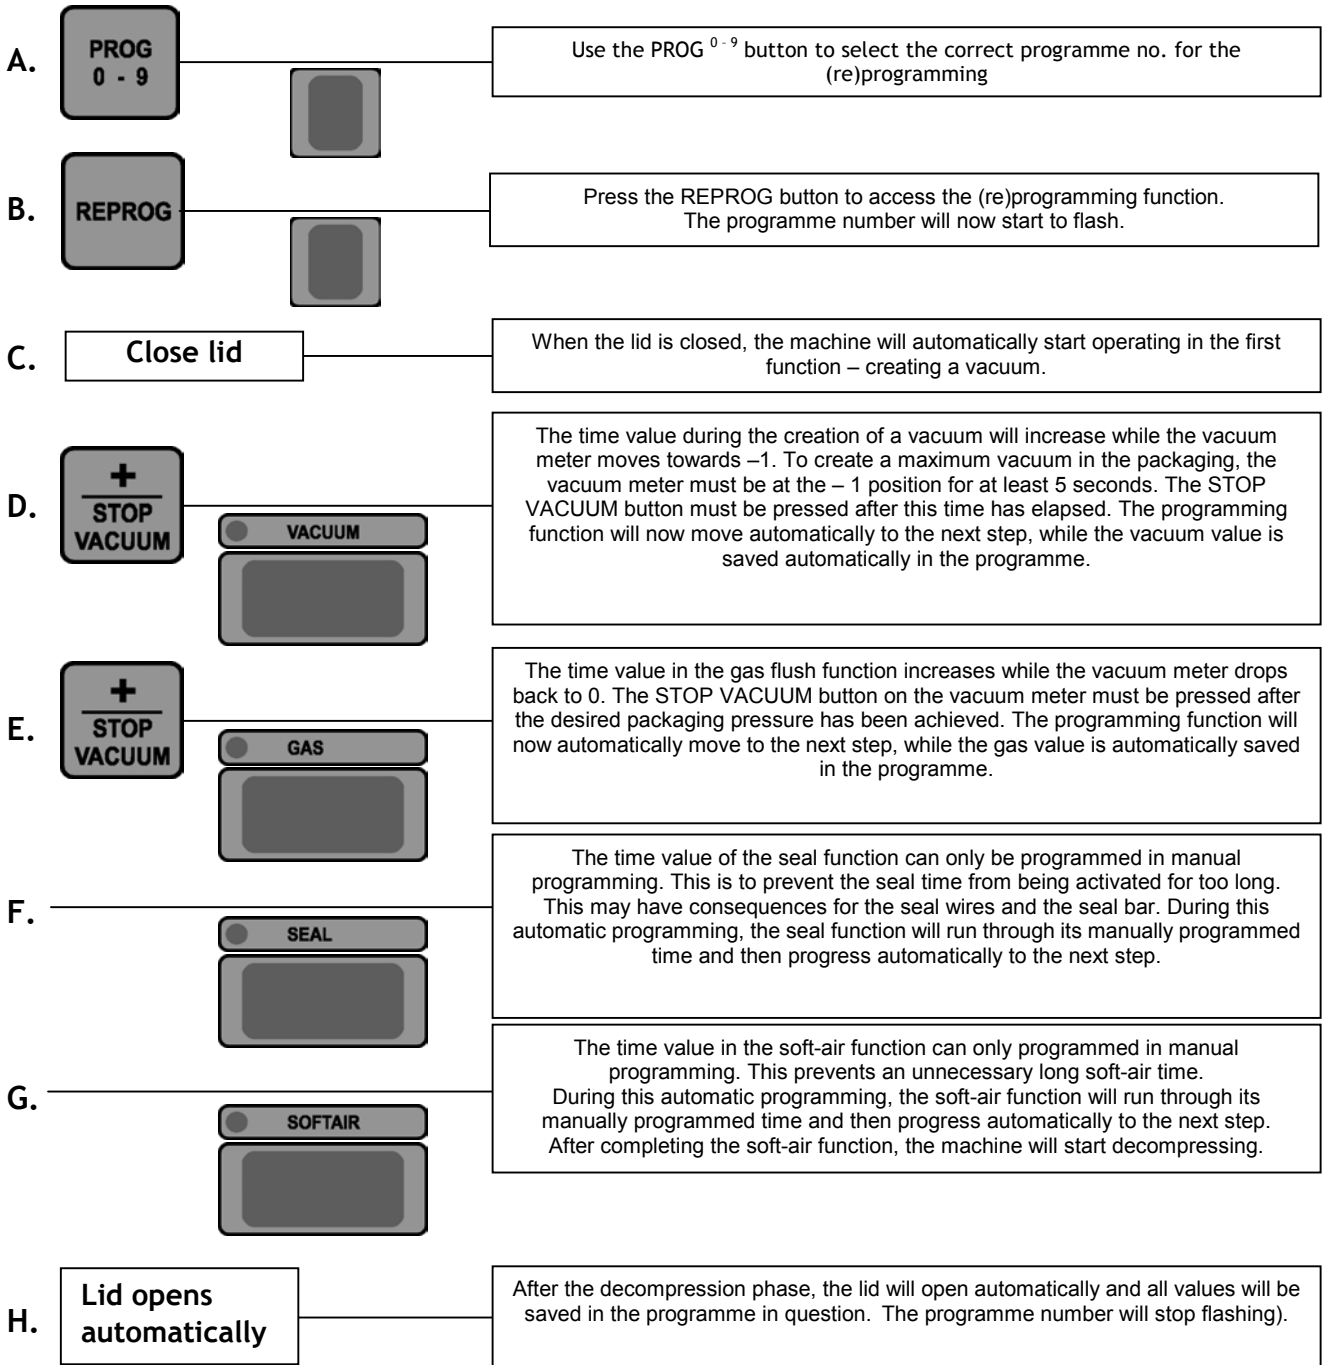 A.
PROG
0 - 9
Use the PROG 0 - 9 button to select the correct programme no. for the
(re)programming
B.
REPROG
Press the REPROG button to access the (re)programming function.
The programme number will now start to flash.
C.
Close lid
When the lid is closed, the machine will automatically start operating in the first
function – creating a vacuum.
D.
+
STOP
VACUUM
VACUUM
The time value during the creation of a vacuum will increase while the vacuum
meter moves towards –1. To create a maximum vacuum in the packaging, the
vacuum meter must be at the – 1 position for at least 5 seconds. The STOP
VACUUM button must be pressed after this time has elapsed. The programming
function will now move automatically to the next step, while the vacuum value is
saved automatically in the programme.
E.
+
STOP
VACUUM
GAS
The time value in the gas flush function increases while the vacuum meter drops
back to 0. The STOP VACUUM button on the vacuum meter must be pressed after
the desired packaging pressure has been achieved. The programming function will
now automatically move to the next step, while the gas value is automatically saved
in the programme.
F.
SEAL
The time value of the seal function can only be programmed in manual
programming. This is to prevent the seal time from being activated for too long.
This may have consequences for the seal wires and the seal bar. During this
automatic programming, the seal function will run through its manually programmed
time and then progress automatically to the next step.
G.
SOFTAIR
The time value in the soft-air function can only programmed in manual
programming. This prevents an unnecessary long soft-air time.
During this automatic programming, the soft-air function will run through its
manually programmed time and then progress automatically to the next step.
After completing the soft-air function, the machine will start decompressing.
H.
Lid opens
automatically
After the decompression phase, the lid will open automatically and all values will be
saved in the programme in question.  The programme number will stop flashing).